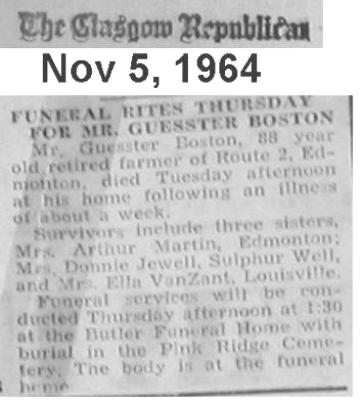 The Glasgow Republican
Nov 5, 1964
FUNERAL RITES THURSDAY
FOR MR. GUESSTER BOSTON
Mr. Guesster Boston, 88 year
old retired farmer of Route 2, Ed-
monton, died Tuesday afternoon
at his home following an illness
of about a week.
Survivors include three sisters,
Mrs. Arthur Martin, Edmonton;
Mrs. Donnie Jewell, Sulphur Well,
and Mrs. Ella VanZant, Louisville.
Funeral services will be con-
ducted Thursday afternoon at 1:30
at the Butler Funeral Home with
burial in the Pink Ridge Ceme-
tery. The body is at the funeral
home